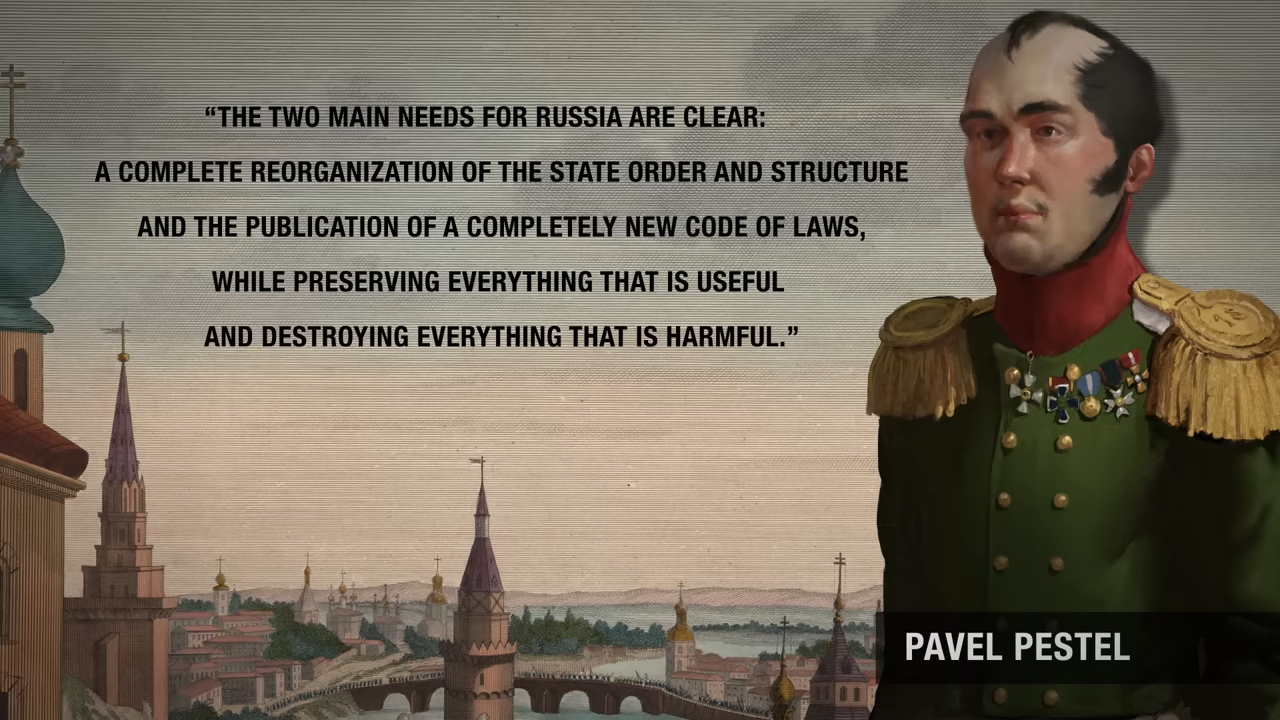 “THE TWO MAIN NEEDS FOR RUSSIA ARE CLEAR:
A COMPLETE REORGANIZATION OF THE STATE ORDER AND STRUCTURE
AND THE PUBLICATION OF A COMPLETELY NEW CODE OF LAWS,
WHILE PRESERVING EVERYTHING THAT IS USEFUL
AND DESTROYING EVERYTHING THAT IS HARMFUL.”
PAVEL PESTEL